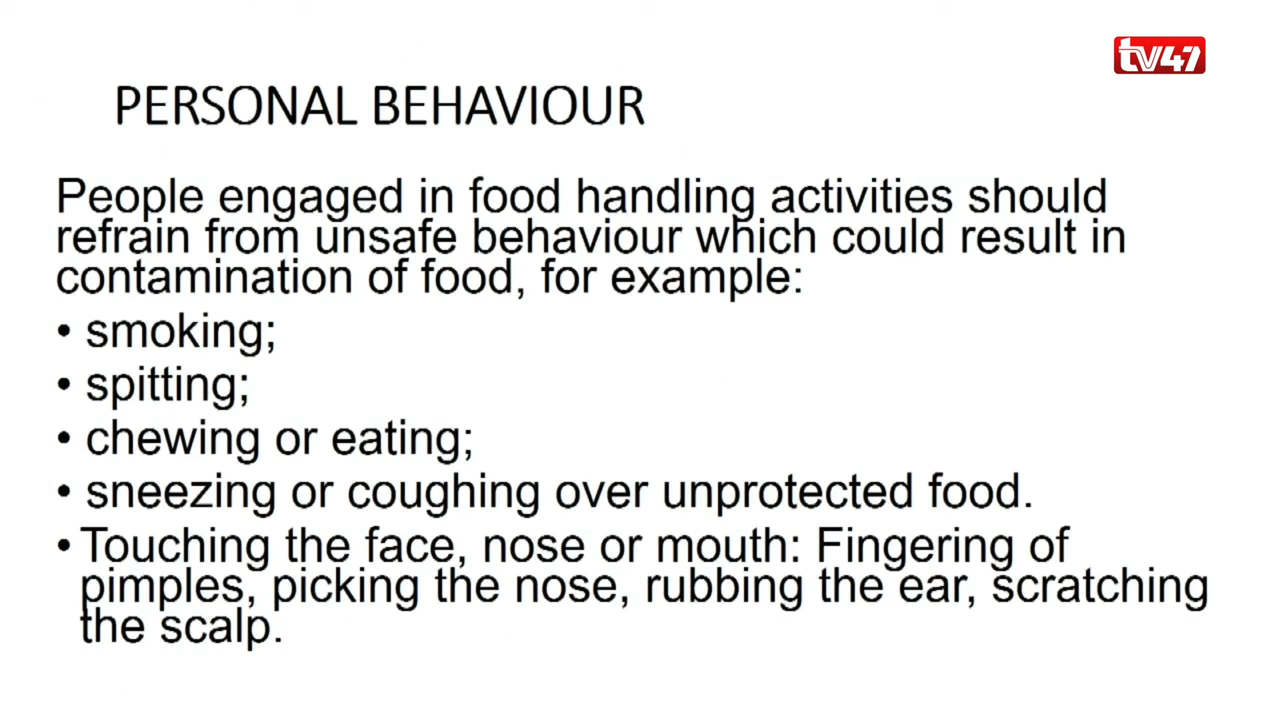 tv47
PERSONAL BEHAVIOUR
People engaged in food handling activities should
refrain from unsafe behaviour which could result in
contamination of food, for example:
• smoking;
• spitting;
• chewing or eating;
• sneezing or coughing over unprotected food.
• Touching the face, nose or mouth: Fingering of
pimples, picking the nose, rubbing the ear, scratching
the scalp.